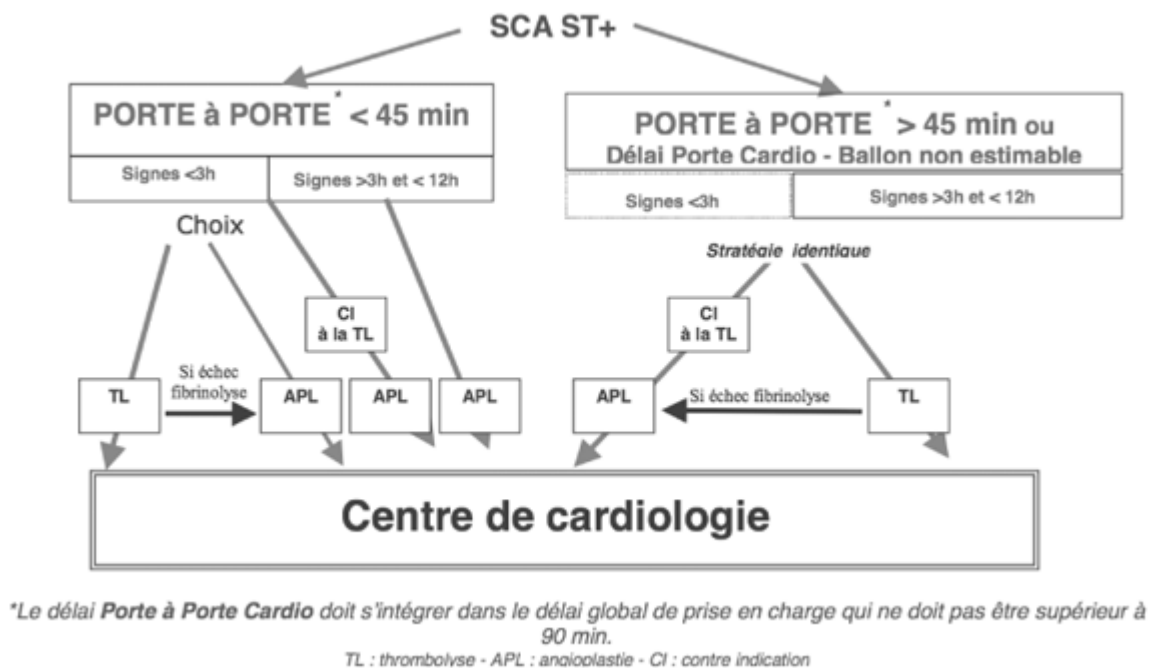 SCA ST+
PORTE à PORTE * < 45 min
Signes <3h
Signes >3h et < 12h
PORTE à PORTE * > 45 min ou
Délai Porte Cardio - Ballon non estimable
Signes <3h
Signes >3h et < 12h
Choix
Stratégie identique
CI
à la TL
CI
à la TL
TL
Si échec
fibrinolyse
APL
APL
APL
APL
Si échec fibrinolyse
TL
Centre de cardiologie
*Le délai Porte à Porte Cardio doit s'intégrer dans le délai global de prise en charge qui ne doit pas être supérieur à
90 min.
TL : thrombolyse - APL : angioplastie - CI : contre indication